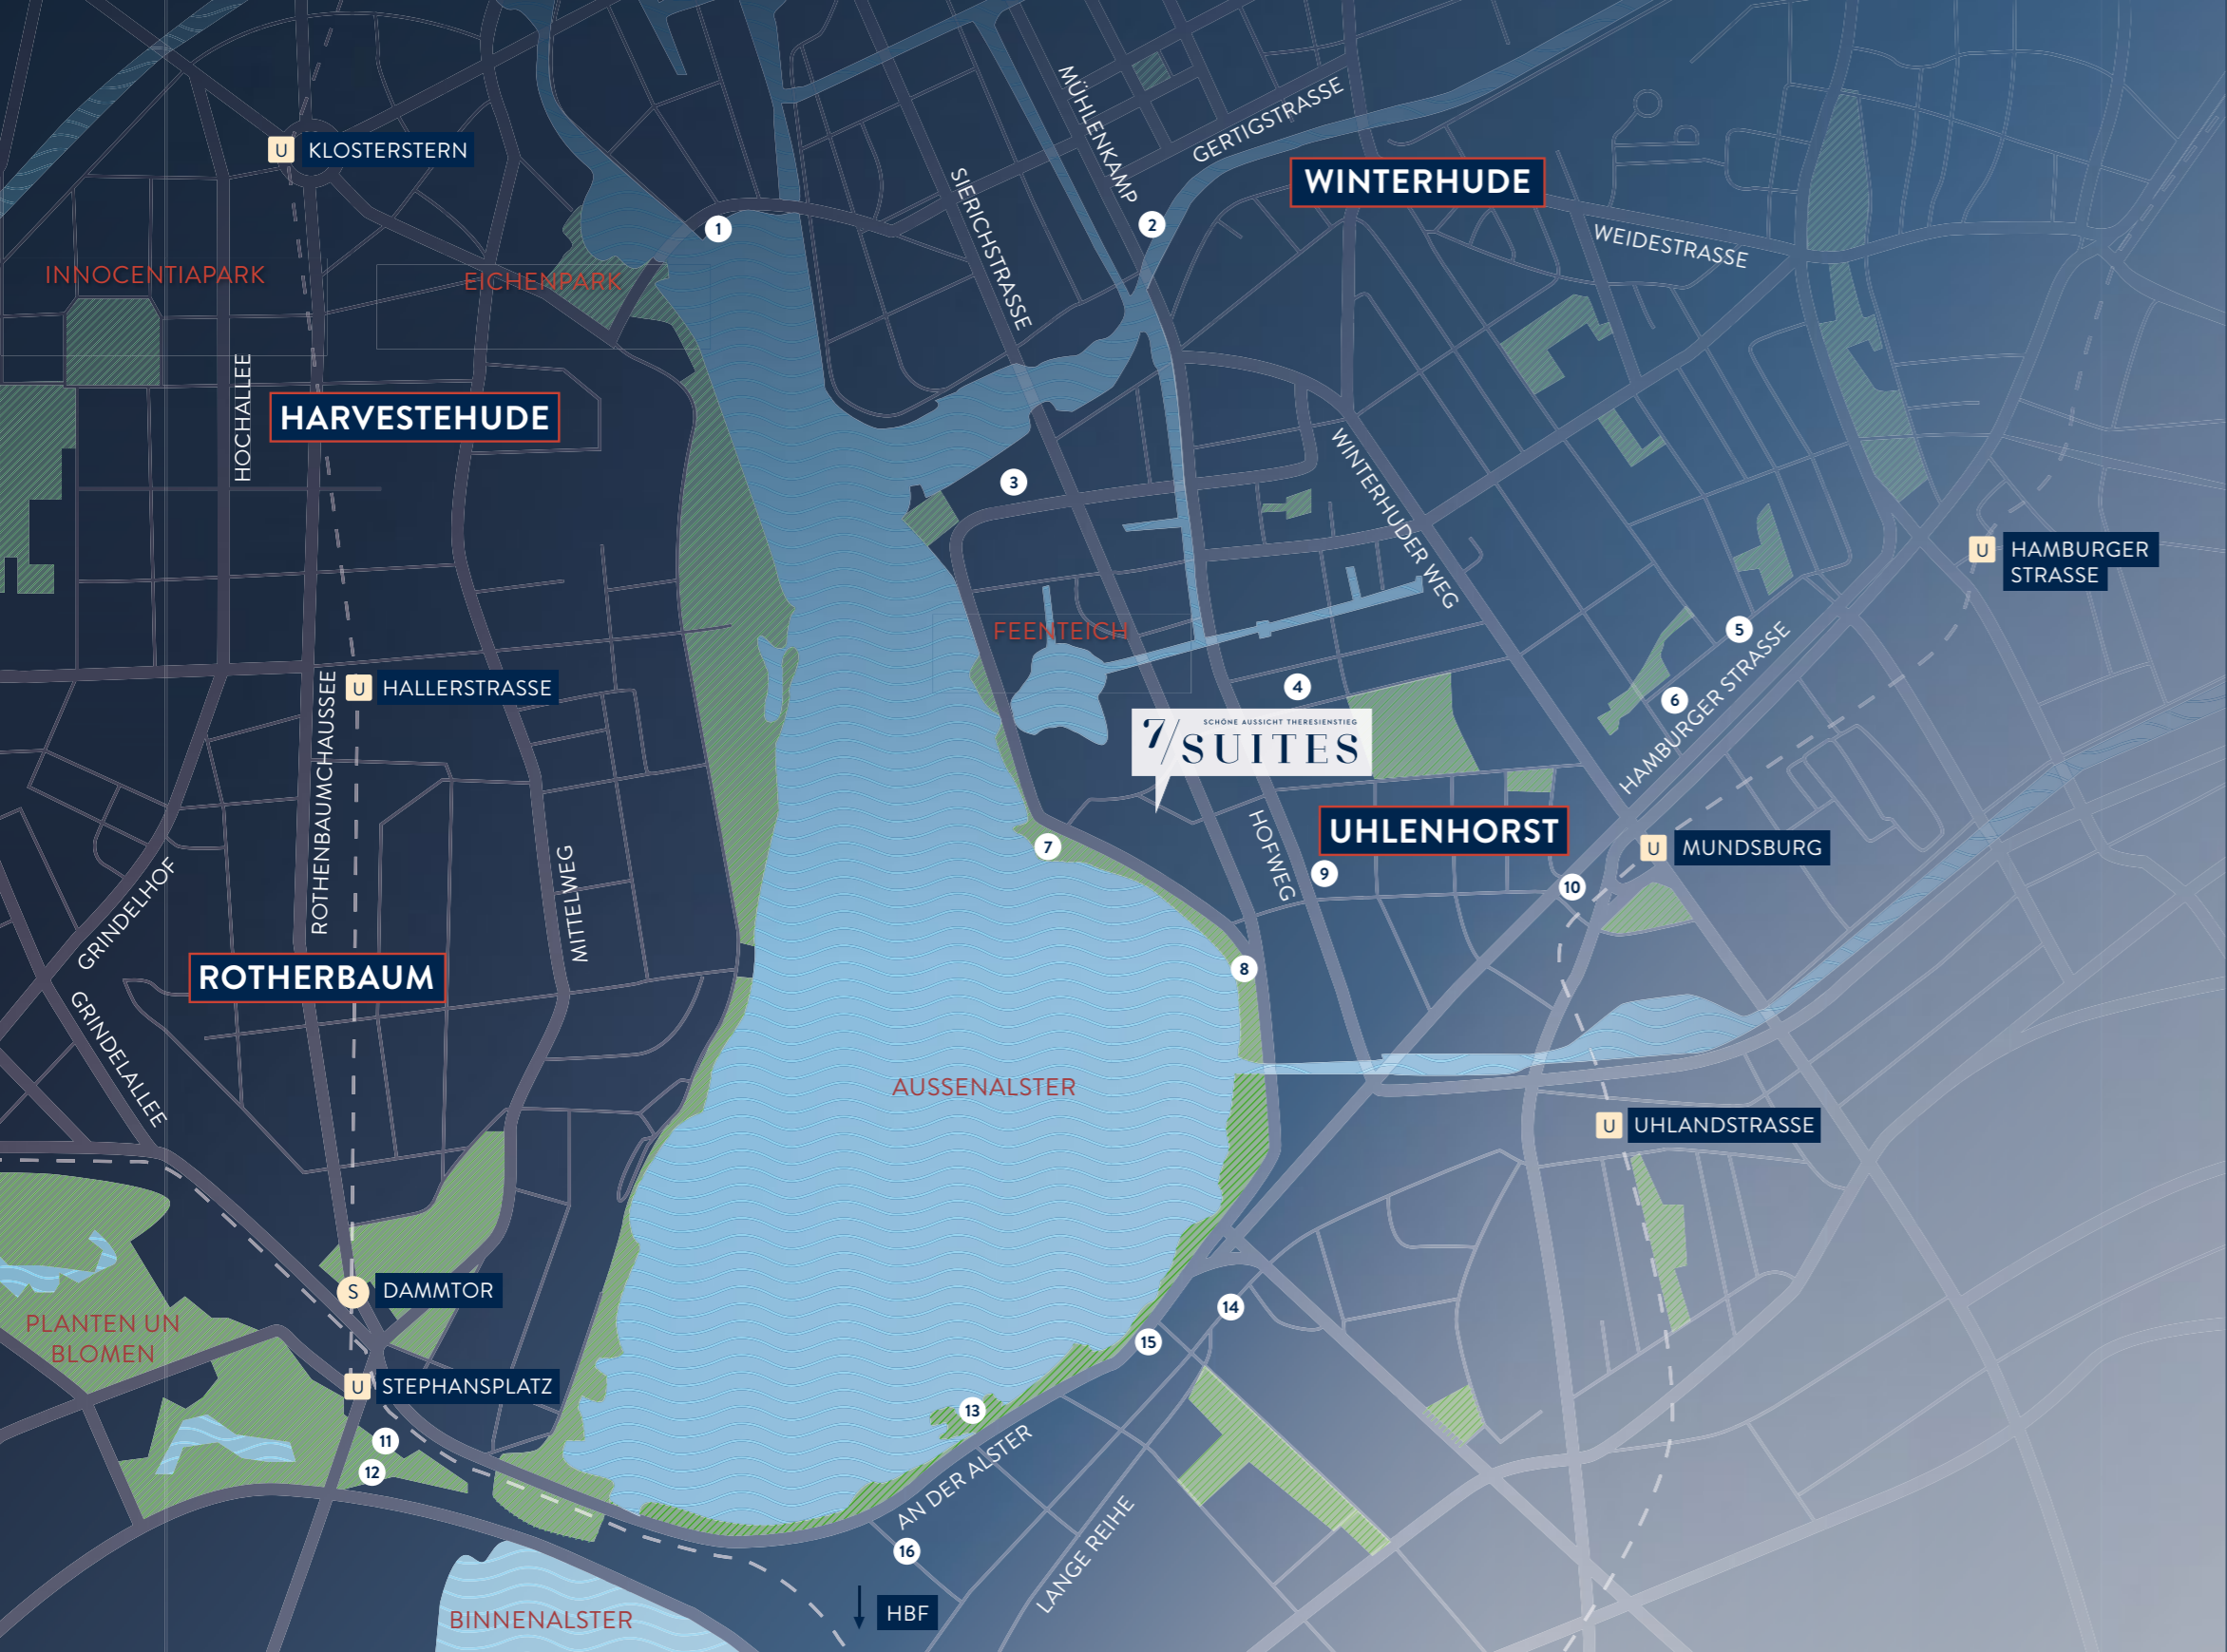 MÜHLENKAMP
GERTIGSTRASSE
U KLOSTERSTERN
WINTERHUDE
1
2
SIERICHSTRASSE
WEIDESTRASSE
INNOCENTIAPARK
EICHENPARK
HOCHALLEE
HARVESTEHUDE
3
WINTERHUDER WEG
U HAMBURGER
STRASSE
FEENTEICH
5
U HALLERSTRASSE
4
6
HAMBURGER STRASSE
SCHÖNE AUSSICHT THERESIENSTIEG
7/SUITES
ROTHENBAUMCHAUSSEE
UHLENHORST
7
U MUNDSBURG
HOFWEG
9
10
GRINDELHOF
MITTELWEG
ROTHERBAUM
8
GRINDELALLEE
AUSSENALSTER
U UHLANDSTRASSE
S DAMMTOR
14
PLANTEN UN
BLOMEN
15
U STEPHANSPLATZ
13
11
12
AN DER ALSTER
16
LANGE REIHE
HBF
BINNENALSTER